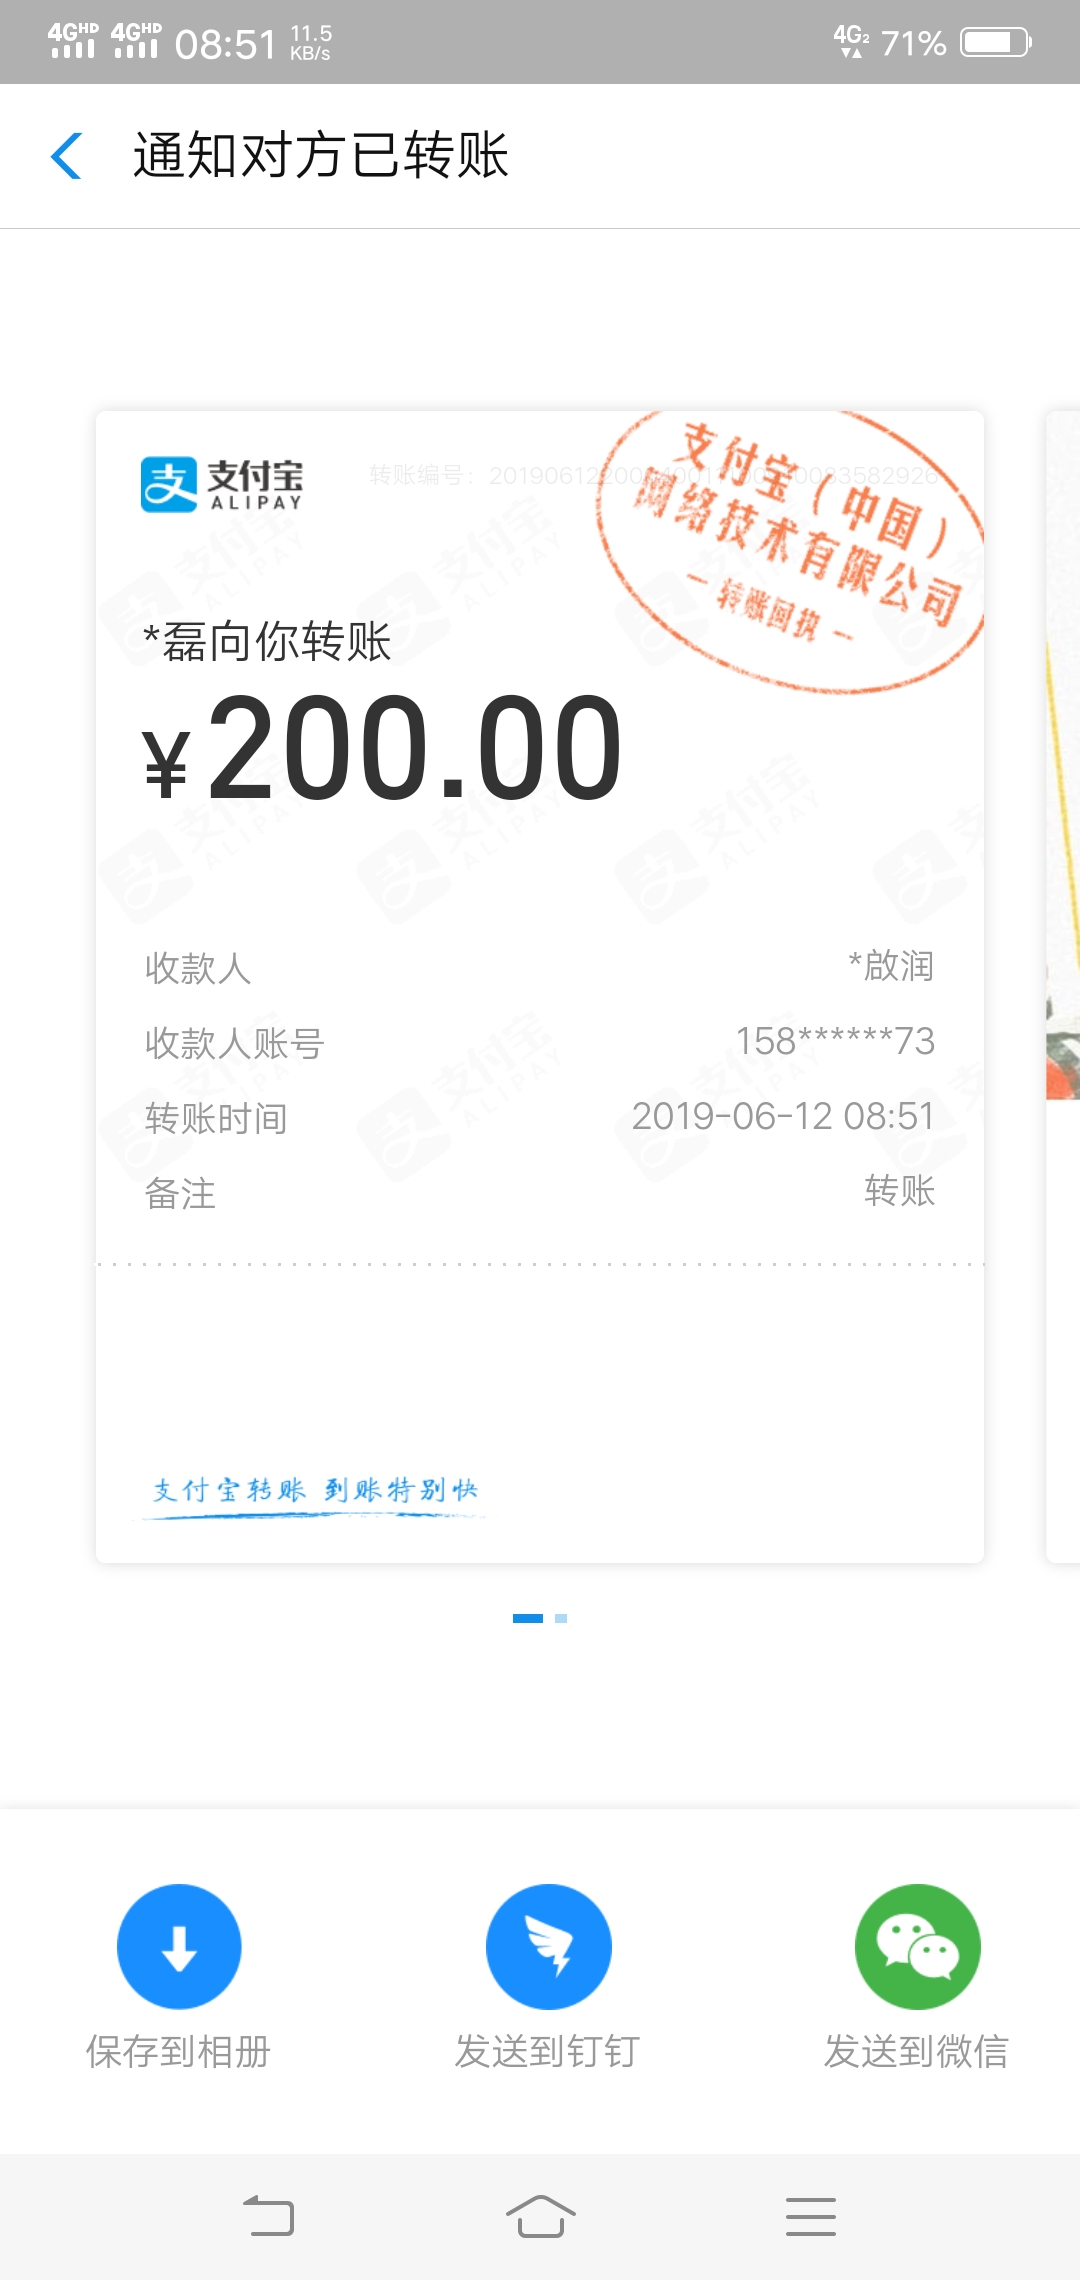 4GHD 4GHD 08:51 11.5 KB/s 4G2 71%
通知对方已转账
支付宝
ALIPAY
转账编号：
支付宝（中国）
网络技术有限公司
— 转账回执 —
*磊向你转账
¥200.00
收款人 *啟润
收款人账号 158******73
转账时间 2019-06-12 08:51
备注 转账
支付宝转账 到账特别快
保存到相册 发送到钉钉 发送到微信